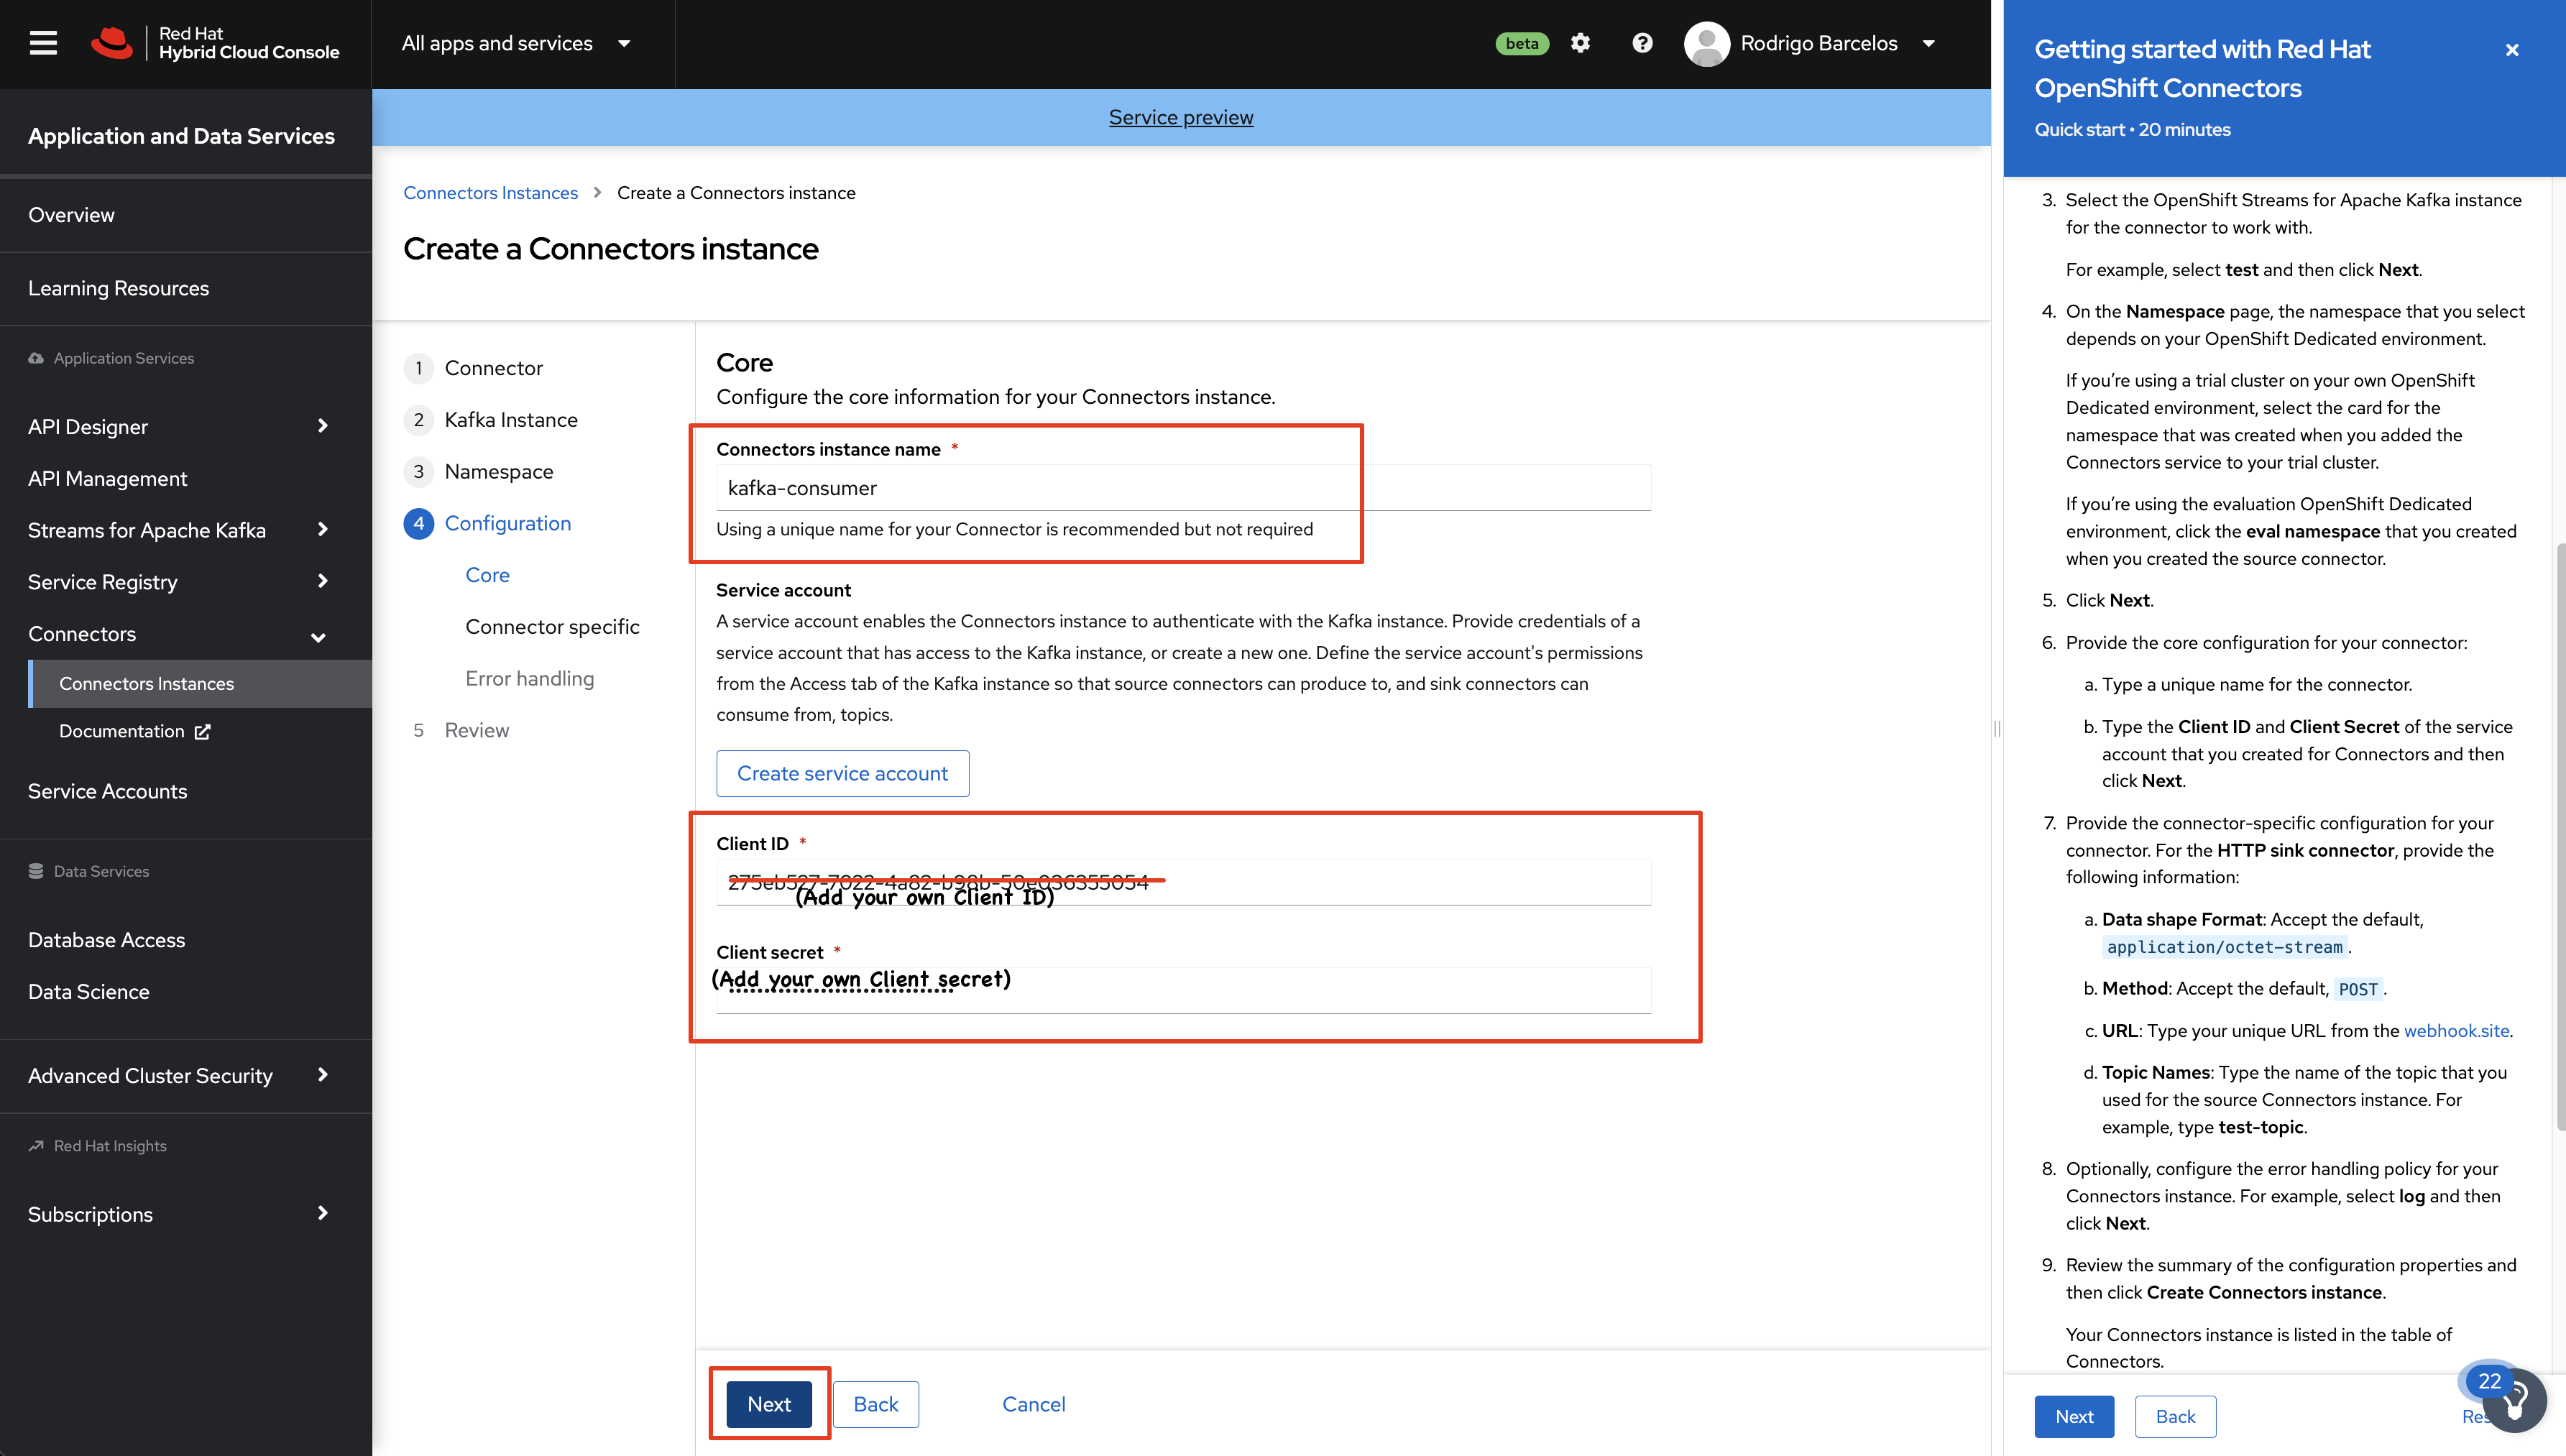 Red Hat
Hybrid Cloud Console
All apps and services
beta
Rodrigo Barcelos
Application and Data Services
Overview
Learning Resources
Application Services
API Designer
API Management
Streams for Apache Kafka
Service Registry
Connectors
Connectors Instances
Documentation
Service Accounts
Data Services
Database Access
Data Science
Advanced Cluster Security
Red Hat Insights
Subscriptions
Service preview
Connectors Instances > Create a Connectors instance
Create a Connectors instance
1 Connector
2 Kafka Instance
3 Namespace
4 Configuration
Core
Connector specific
Error handling
5 Review
Core
Configure the core information for your Connectors instance.
Connectors instance name *
kafka-consumer
Using a unique name for your Connector is recommended but not required
Service account
A service account enables the Connectors instance to authenticate with the Kafka instance. Provide credentials of a
service account that has access to the Kafka instance, or create a new one. Define the service account's permissions
from the Access tab of the Kafka instance so that source connectors can produce to, and sink connectors can
consume from, topics.
Create service account
Client ID *
275eb527-7022-4a82-b98b-50e036355054
(Add your own Client ID)
Client secret *
(Add your own Client secret)
Next
Back
Cancel
Getting started with Red Hat
OpenShift Connectors
Quick start • 20 minutes
3. Select the OpenShift Streams for Apache Kafka instance
for the connector to work with.
For example, select test and then click Next.
4. On the Namespace page, the namespace that you select
depends on your OpenShift Dedicated environment.
If you’re using a trial cluster on your own OpenShift
Dedicated environment, select the card for the
namespace that was created when you added the
Connectors service to your trial cluster.
If you’re using the evaluation OpenShift Dedicated
environment, click the eval namespace that you created
when you created the source connector.
5. Click Next.
6. Provide the core configuration for your connector:
a. Type a unique name for the connector.
b. Type the Client ID and Client Secret of the service
account that you created for Connectors and then
click Next.
7. Provide the connector-specific configuration for your
connector. For the HTTP sink connector, provide the
following information:
a. Data shape Format: Accept the default,
application/octet-stream.
b. Method: Accept the default, POST.
c. URL: Type your unique URL from the webhook.site.
d. Topic Names: Type the name of the topic that you
used for the source Connectors instance. For
example, type test-topic.
8. Optionally, configure the error handling policy for your
Connectors instance. For example, select log and then
click Next.
9. Review the summary of the configuration properties and
then click Create Connectors instance.
Your Connectors instance is listed in the table of
Connectors.
22
Next
Back